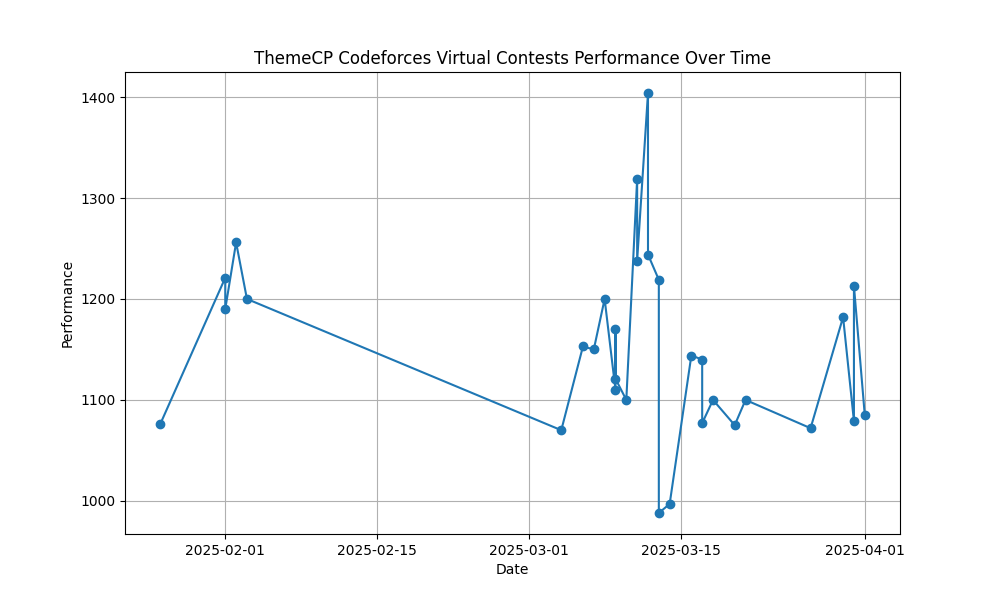 ThemeCP Codeforces Virtual Contests Performance Over Time
1400
1300
1200
1100
1000
Performance
2025-02-01 2025-02-15 2025-03-01 2025-03-15 2025-04-01
Date